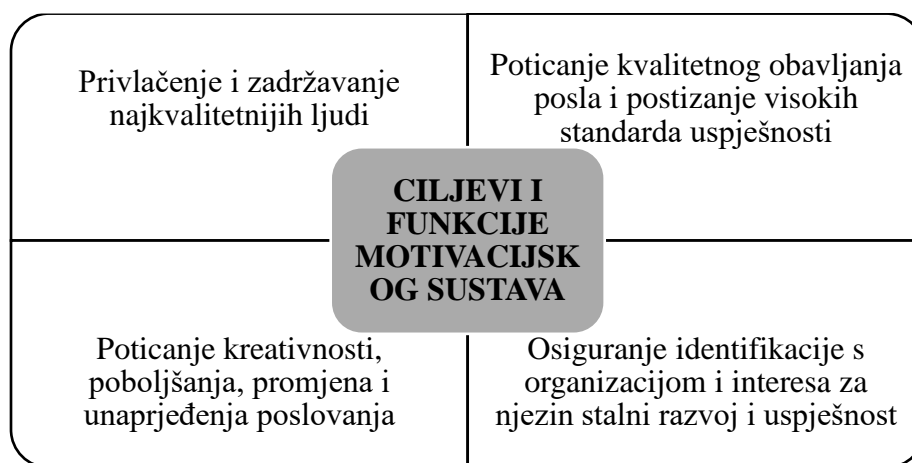 Privlačenje i zadržavanje
najkvalitetnijih ljudi
Poticanje kvalitetnog obavljanja
posla i postizanje visokih
standarda uspješnosti
CILJEVI I
FUNKCIJE
MOTIVACIJSK
OG SUSTAVA
Poticanje kreativnosti,
poboljšanja, promjena i
unaprjeđenja poslovanja
Osiguranje identifikacije s
organizacijom i interesa za
njezin stalni razvoj i uspješnost